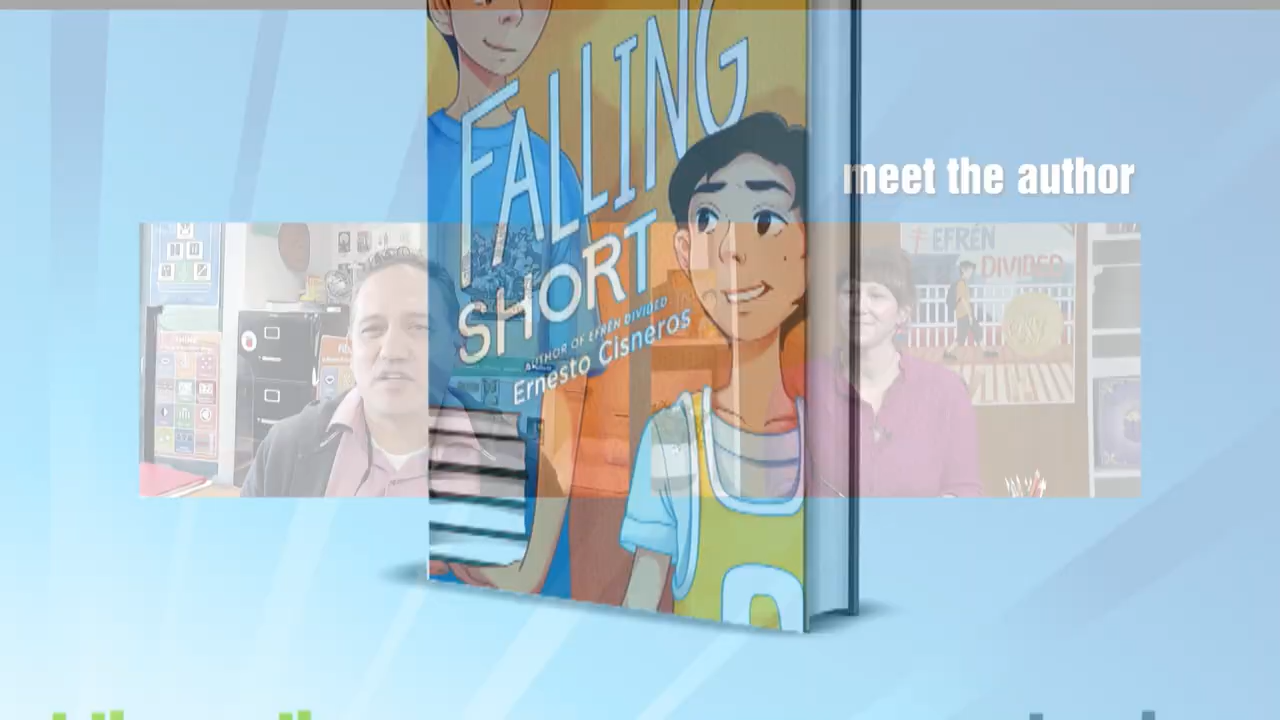 FALLING
SHORT
AUTHOR OF EFRÉN DIVIDED
Ernesto Cisneros
meet the author
EFRÉN
DIVIDED